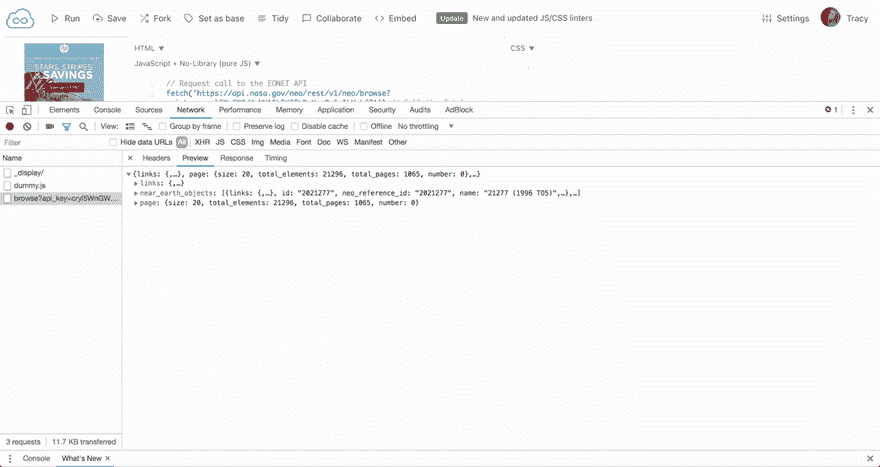 Run Save Fork Set as base Tidy Collaborate Embed Update New and updated JS/CSS linters Settings Tracy
HTML ▼ CSS ▼
SAVINGS
JavaScript + No-Library (pure JS) ▼
// Request call to the EONET API
fetch('https://api.nasa.gov/neo/rest/v1/neo/browse?
Elements Console Sources Network Performance Memory Application Security Audits AdBlock 1
View: Group by frame Preserve log Disable cache Offline No throttling ▼
Filter Hide data URLs All XHR JS CSS Img Media Font Doc WS Manifest Other
Name × Headers Preview Response Timing
_display/
dummy.js
browse?api_key=cryI5WnGW...
▼{links: {,…}, page: {size: 20, total_elements: 21296, total_pages: 1065, number: 0},…}
▶ links: {,…}
▶ near_earth_objects: [{links: {,…}, id: "2021277", neo_reference_id: "2021277", name: "21277 (1996 TO5)",…},…]
▶ page: {size: 20, total_elements: 21296, total_pages: 1065, number: 0}
3 requests | 11.7 KB transferred
Console What's New ×